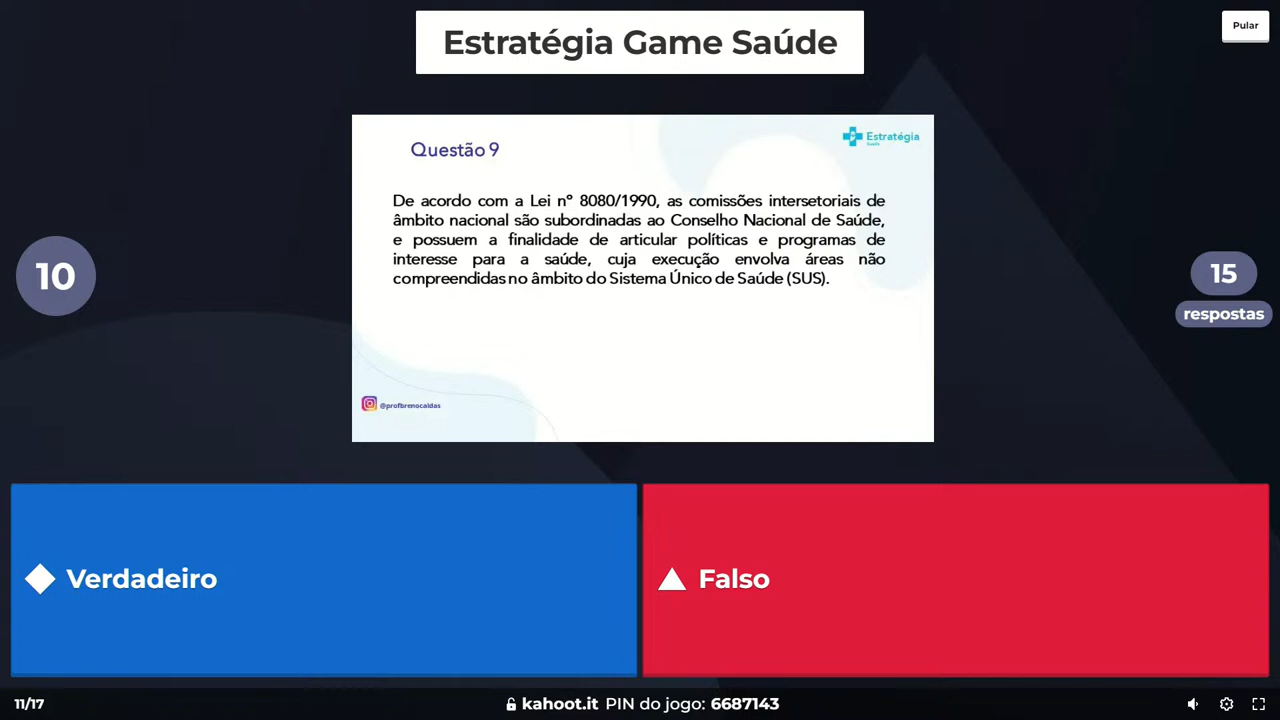 Estratégia Game Saúde
Pular
Estratégia
Saúde
Questão 9
De acordo com a Lei nº 8080/1990, as comissões intersetoriais de
âmbito nacional são subordinadas ao Conselho Nacional de Saúde,
e possuem a finalidade de articular políticas e programas de
interesse para a saúde, cuja execução envolva áreas não
compreendidas no âmbito do Sistema Único de Saúde (SUS).
10
15
respostas
@profbrenocaldas
Verdadeiro
Falso
11/17
kahoot.it PIN do jogo: 6687143